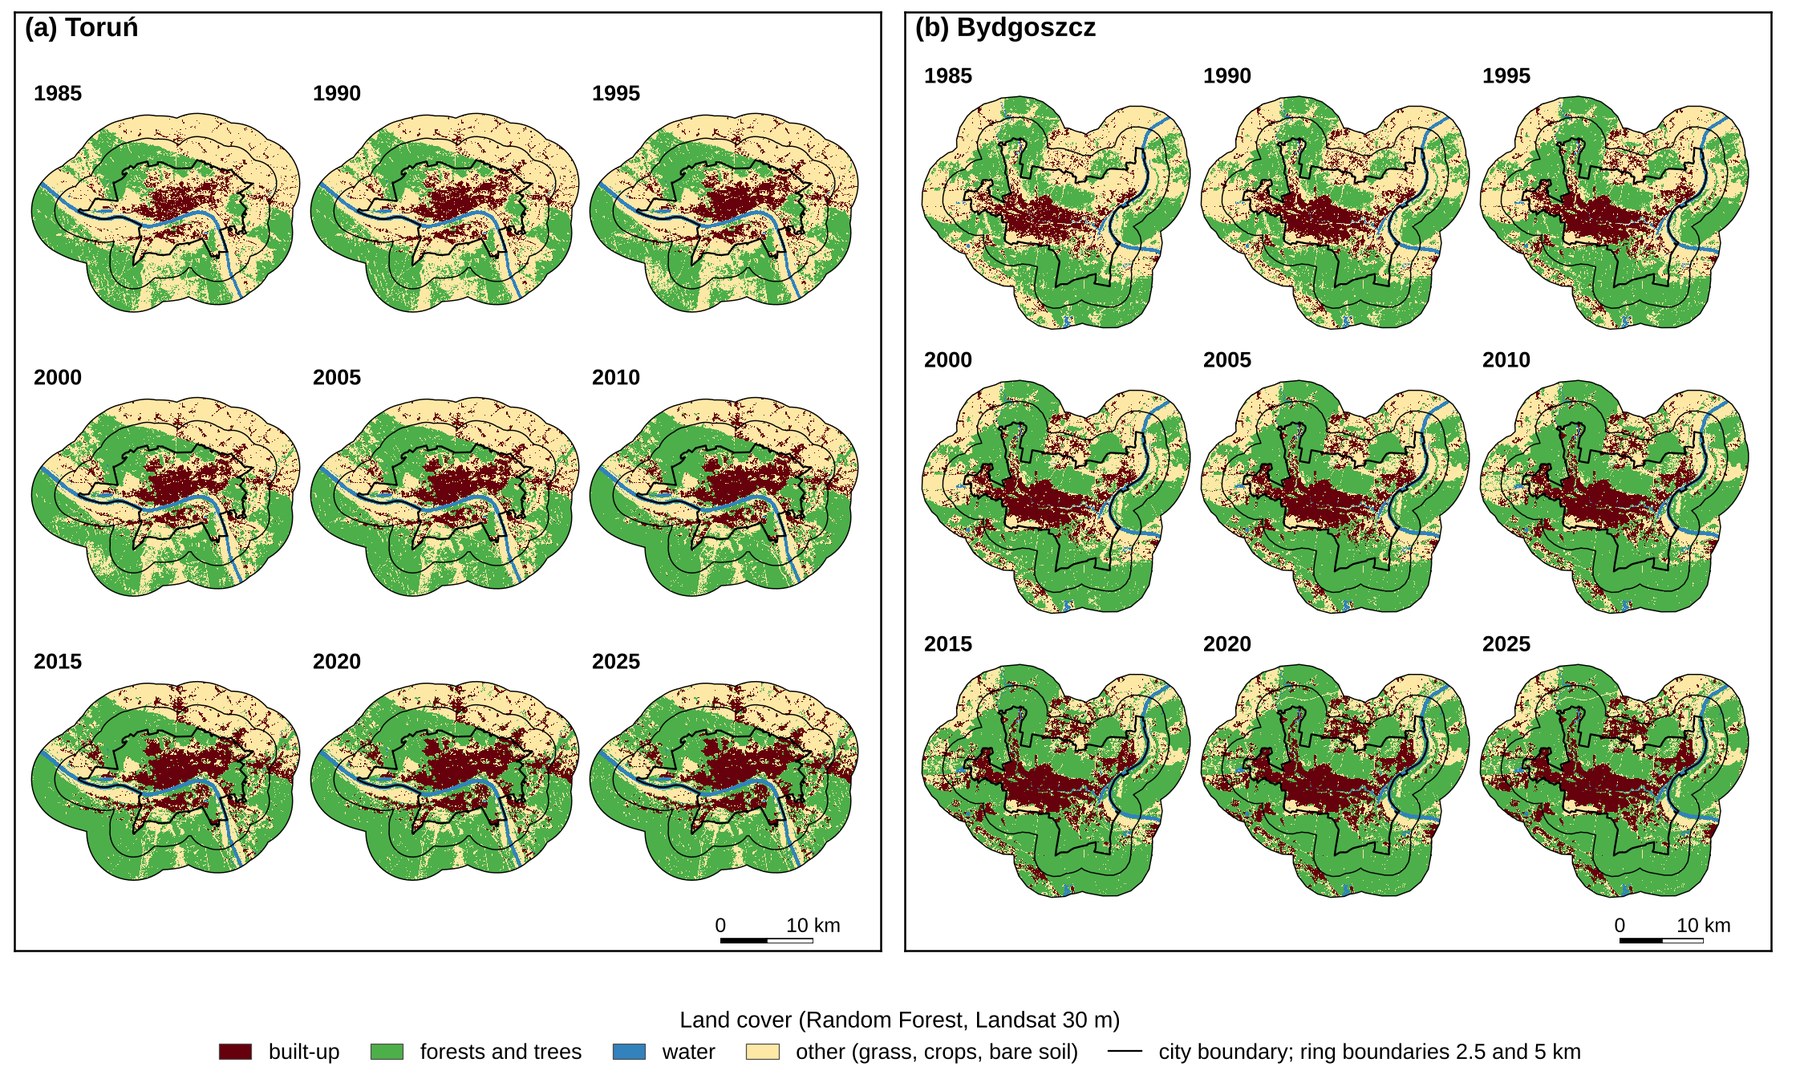 (a) Toruń
1985 1990 1995
2000 2005 2010
2015 2020 2025
0 10 km
(b) Bydgoszcz
1985 1990 1995
2000 2005 2010
2015 2020 2025
0 10 km
Land cover (Random Forest, Landsat 30 m)
built-up forests and trees water other (grass, crops, bare soil) city boundary; ring boundaries 2.5 and 5 km